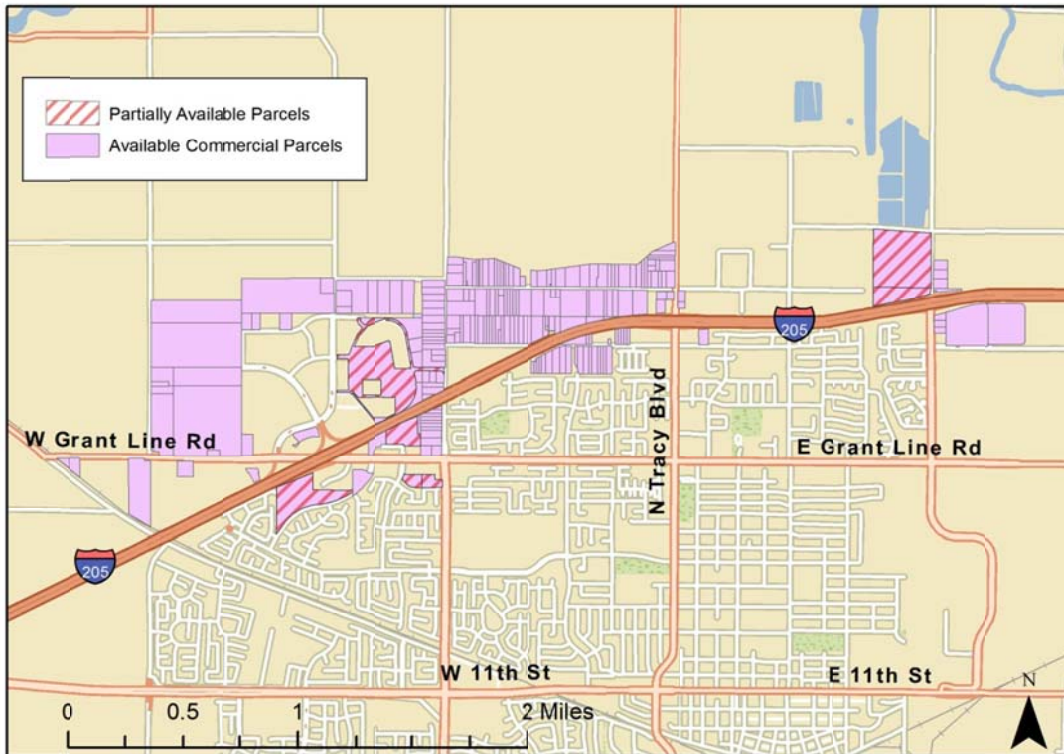 Partially Available Parcels
Available Commercial Parcels
205
N Tracy Blvd
W Grant Line Rd
E Grant Line Rd
205
W 11th St
E 11th St
N
0 0.5 1 2 Miles